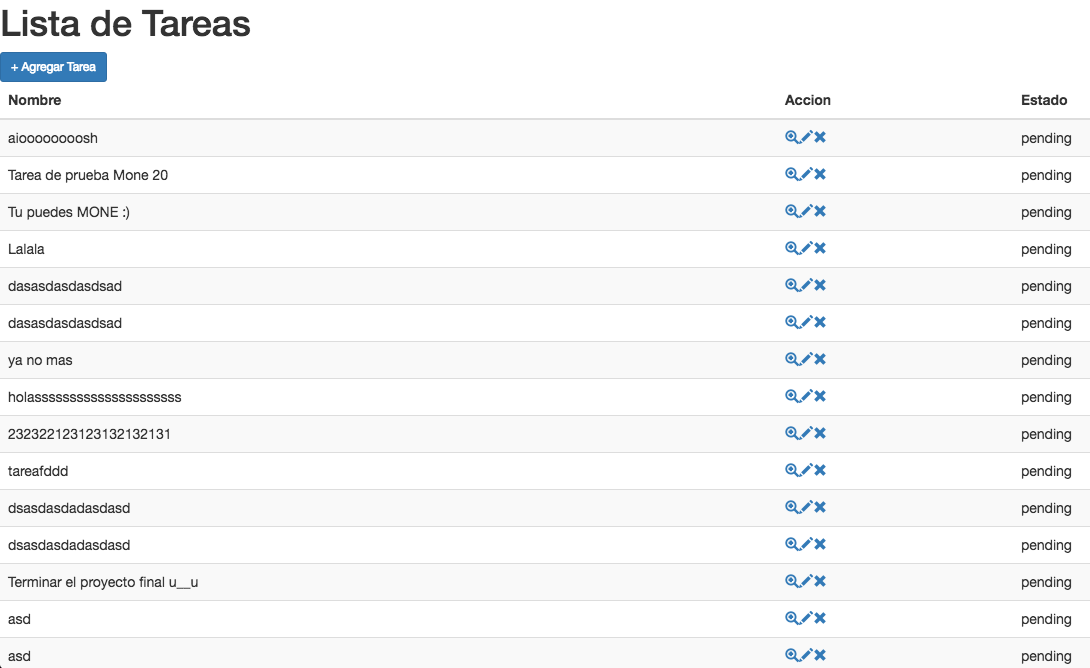 Lista de Tareas
+ Agregar Tarea
Nombre Accion Estado
aioooooooosh pending
Tarea de prueba Mone 20 pending
Tu puedes MONE :) pending
Lalala pending
dasasdasdasdsad pending
dasasdasdasdsad pending
ya no mas pending
holasssssssssssssssssssss pending
232322123123132132131 pending
tareafddd pending
dsasdasdadasdasd pending
dsasdasdadasdasd pending
Terminar el proyecto final u__u pending
asd pending
asd pending